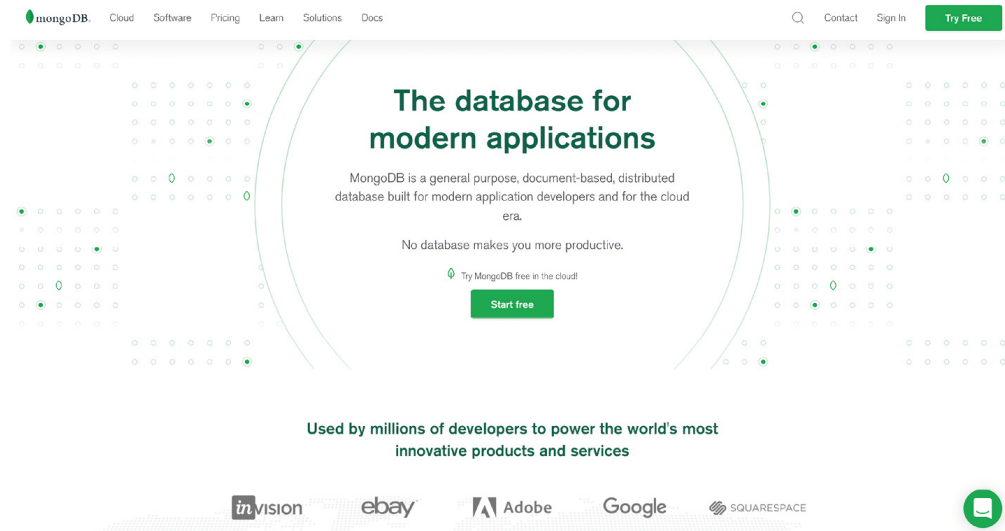 mongoDB.
Cloud Software Pricing Learn Solutions Docs
Contact Sign In Try Free
The database for
modern applications
MongoDB is a general purpose, document-based, distributed
database built for modern application developers and for the cloud
era.
No database makes you more productive.
Try MongoDB free in the cloud!
Start free
Used by millions of developers to power the world's most
innovative products and services
invision ebay Adobe Google SQUARESPACE